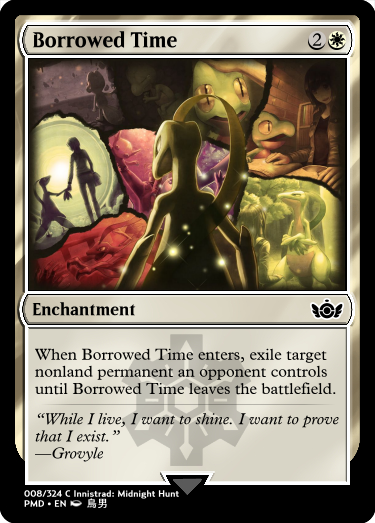 Borrowed Time 2
Enchantment
When Borrowed Time enters, exile target
nonland permanent an opponent controls
until Borrowed Time leaves the battlefield.
“While I live, I want to shine. I want to prove
that I exist.”
—Grovyle
008/324 C Innistrad: Midnight Hunt
PMD • EN 烏男